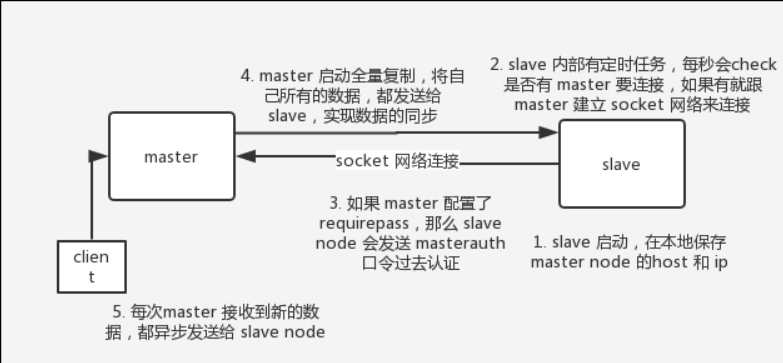 4. master 启动全量复制，将自
己所有的数据，都发送给
slave，实现数据的同步
2. slave 内部有定时任务，每秒会check
是否有 master 要连接，如果有就跟
master 建立 socket 网络来连接
master
socket 网络连接
slave
3. 如果 master 配置了
requirepass，那么 slave
node 会发送 masterauth
口令过去认证
1. slave 启动，在本地保存
master node 的host 和 ip
clien
t
5. 每次master 接收到新的数
据，都异步发送给 slave node